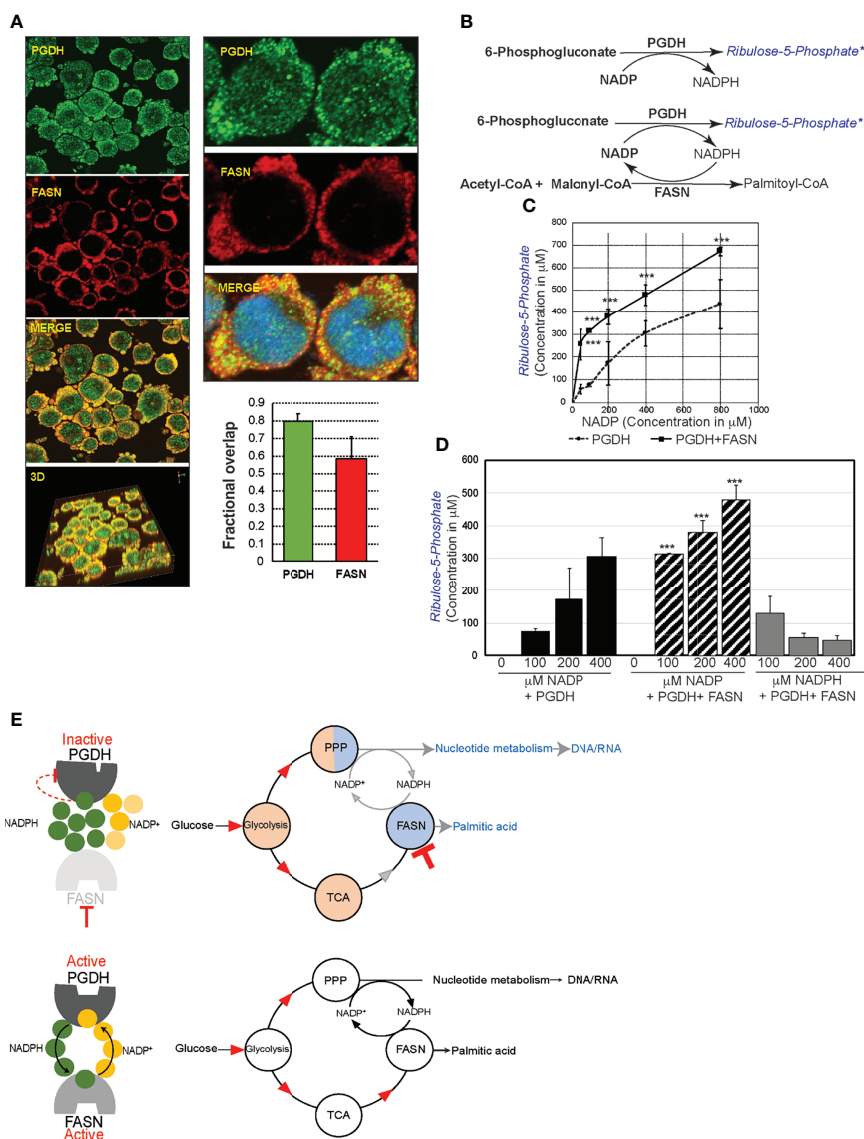 A
PGDH
FASN
MERGE
3D
PGDH
FASN
MERGE
Fractional overlap
0.9
0.8
0.7
0.6
0.5
0.4
0.3
0.2
0.1
0
PGDH
FASN
B
6-Phosphogluconate
PGDH
Ribulose-5-Phosphate*
NADP
NADPH
6-Phosphogluconate
PGDH
Ribulose-5-Phosphate*
NADP
NADPH
Acetyl-CoA + Malonyl-CoA
FASN
Palmitoyl-CoA
C
Ribulose-5-Phosphate
(Concentration in µM)
800
700
600
500
400
300
200
100
0
***
***
***
***
***
0 200 400 600 800 1000
NADP (Concentration in µM)
PGDH
PGDH+FASN
D
Ribulose-5-Phosphate
(Concentration in µM)
600
500
400
300
200
100
0
***
***
***
0 100 200 400 0 100 200 400 100 200 400
µM NADP
+ PGDH
µM NADP
+ PGDH+ FASN
µM NADPH
+ PGDH+ FASN
E
Inactive
PGDH
NADPH
NADP+
FASN
Glucose
Glycolysis
PPP
NADP+
NADPH
Nucleotide metabolism
DNA/RNA
FASN
Palmitic acid
TCA
Active
PGDH
NADPH
NADP+
FASN
Active
Glucose
Glycolysis
PPP
NADP+
NADPH
Nucleotide metabolism
DNA/RNA
FASN
Palmitic acid
TCA